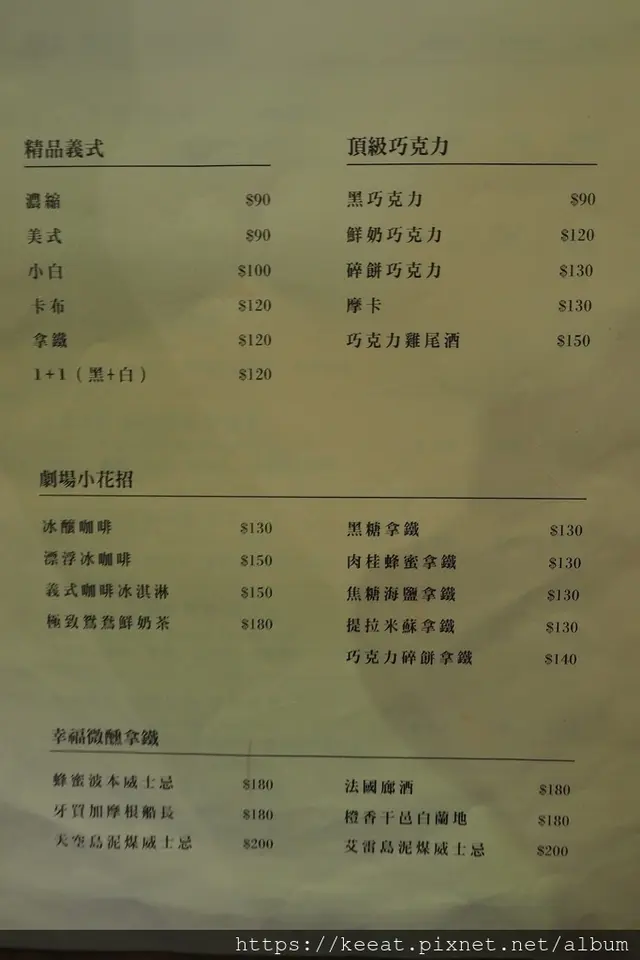 精品義式
濃縮 $90
美式 $90
小白 $100
卡布 $120
拿鐵 $120
1+1（黑+白） $120
頂級巧克力
黑巧克力 $90
鮮奶巧克力 $120
碎餅巧克力 $130
摩卡 $130
巧克力雞尾酒 $150
劇場小花招
冰釀咖啡 $130
漂浮冰咖啡 $150
義式咖啡冰淇淋 $150
極致鴛鴦鮮奶茶 $180
黑糖拿鐵 $130
肉桂蜂蜜拿鐵 $130
焦糖海鹽拿鐵 $130
提拉米蘇拿鐵 $130
巧克力碎餅拿鐵 $140
幸福微醺拿鐵
蜂蜜波本威士忌 $180
牙買加摩根船長 $180
天空島泥煤威士忌 $200
法國廊酒 $180
橙香干邑白蘭地 $180
艾雷島泥煤威士忌 $200
https://keeat.pixnet.net/album